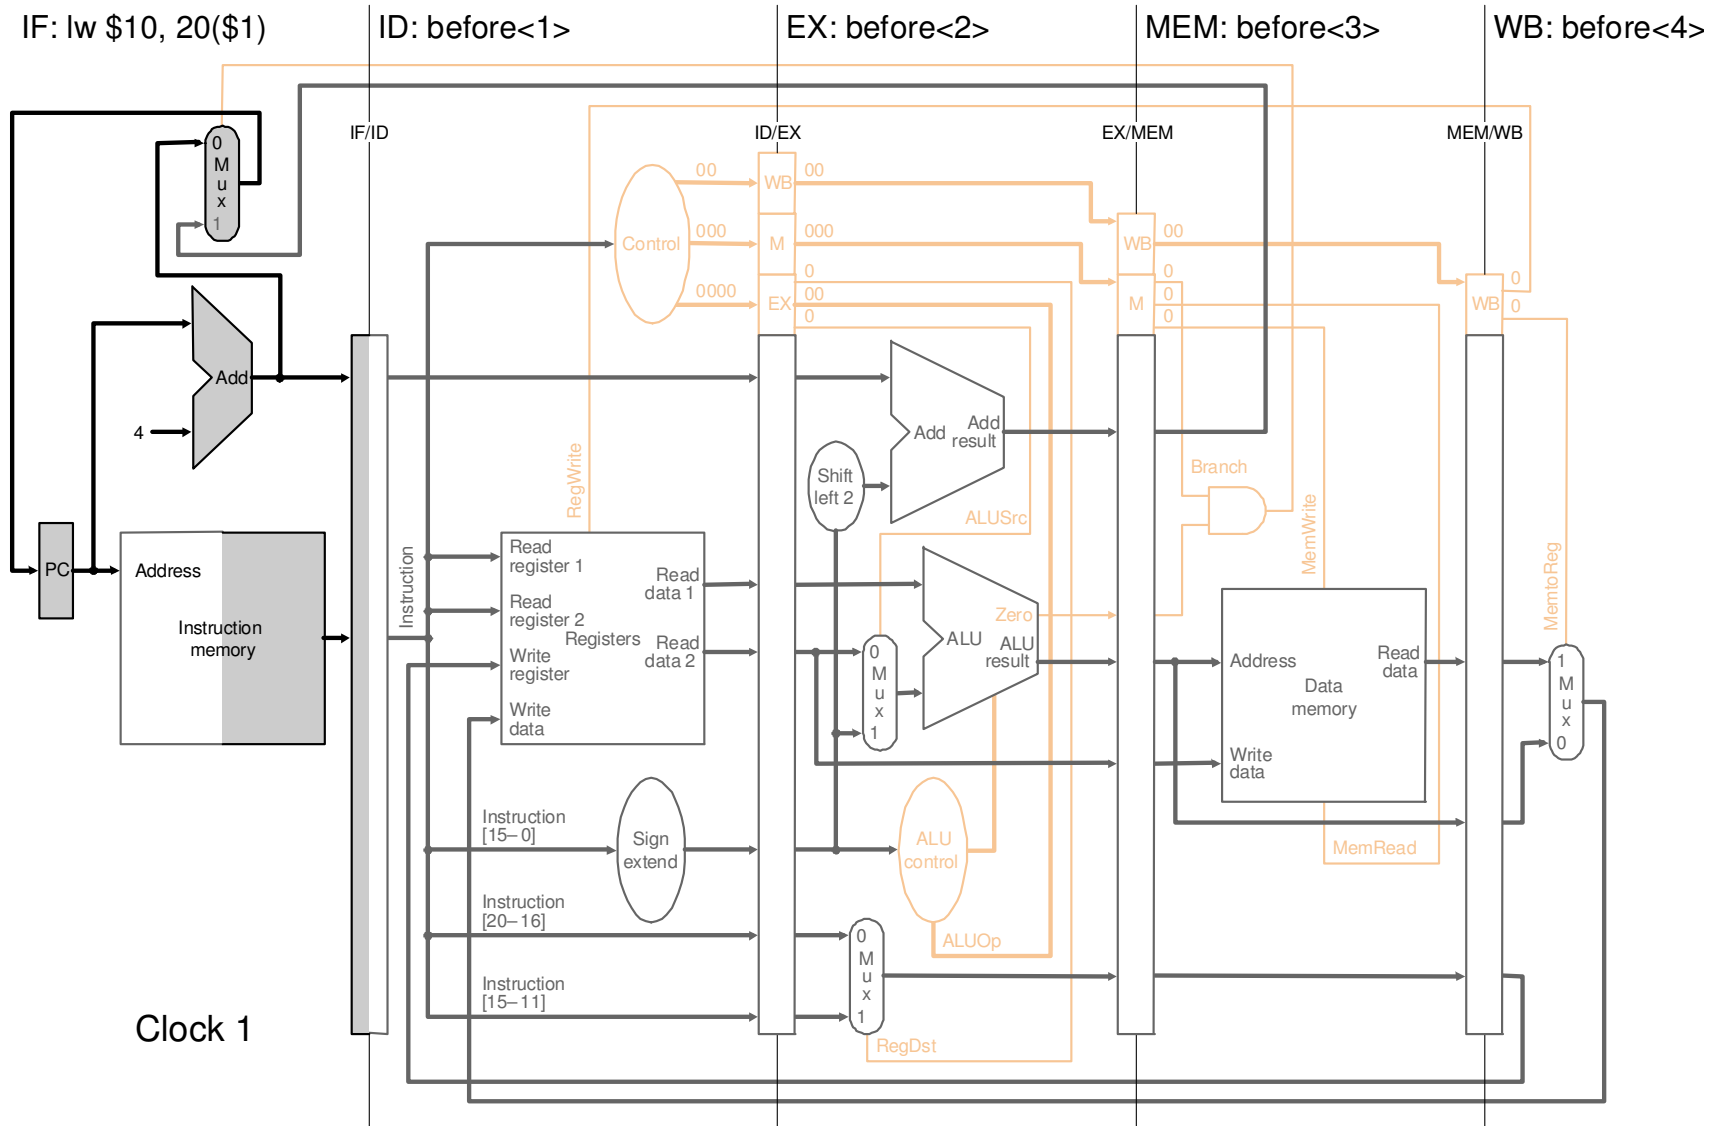 IF: lw $10, 20($1)
ID: before<1>
EX: before<2>
MEM: before<3>
WB: before<4>
IF/ID
ID/EX
EX/MEM
MEM/WB
0
M
u
x
1
Add
4
PC
Address
Instruction
memory
Clock 1
Instruction
RegWrite
Control
00
000
0000
WB
M
EX
00
000
0
00
0
Read
register 1
Read
register 2
Registers
Write
register
Write
data
Read
data 1
Read
data 2
Instruction
[15–0]
Sign
extend
Instruction
[20–16]
Instruction
[15–11]
Add
Add
result
Shift
left 2
ALUSrc
Zero
ALU
ALU
result
0
M
u
x
1
ALU
control
ALUOp
0
M
u
x
1
RegDst
WB
M
00
0
0
0
Branch
MemWrite
Address
Read
data
Data
memory
Write
data
MemRead
WB
0
0
MemtoReg
1
M
u
x
0